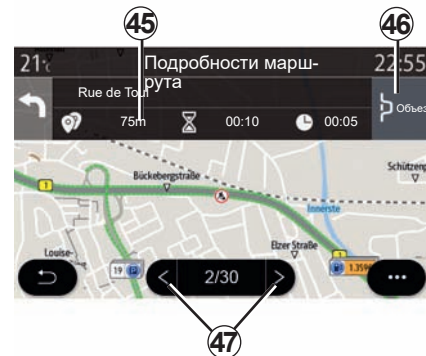 45
46
21°c
Подробности марш-
рута
22:55
Rue de Toul
Объез
75m
00:10
00:05
Bückebergstraße
Schützen
1
Innerste
Louise-
Elzer Straße
19
2/30
1
47